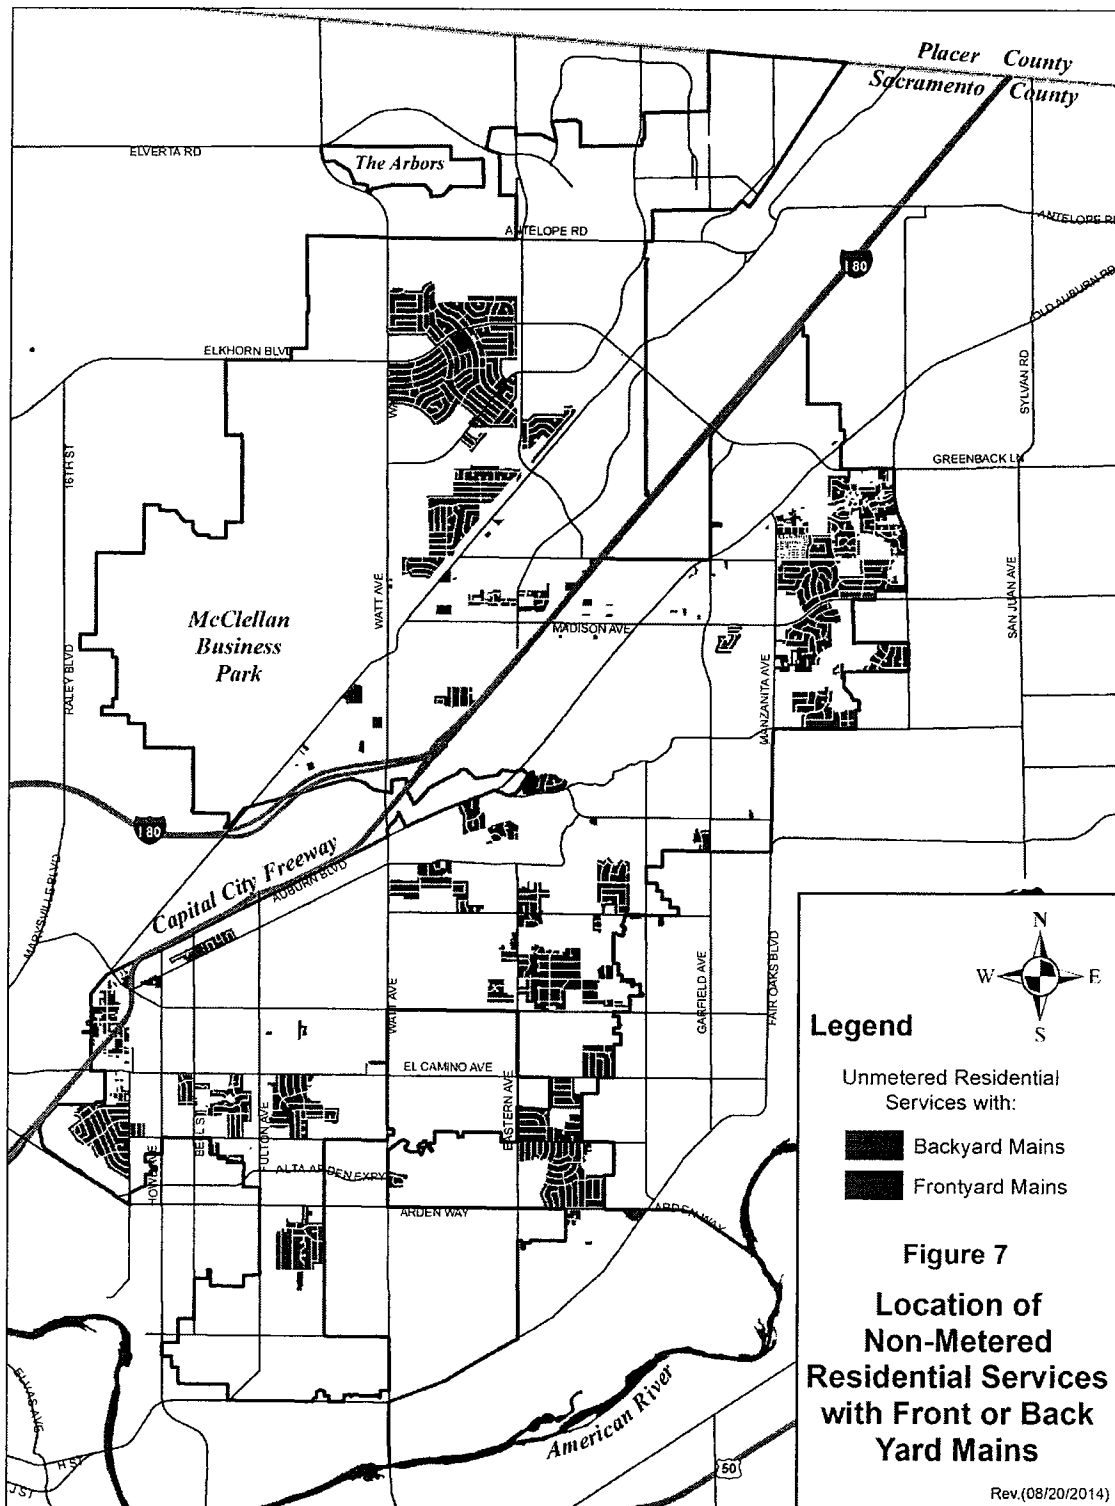 Placer County
Sacramento County
ELVERTA RD
The Arbors
ANTELOPE RD
ANTELOPE RD
180
OLD AUBURN RD
ELKHORN BLVD
SYLVAN RD
16TH ST
GREENBACK LN
WATT AVE
McClellan
Business
Park
MADISON AVE
SAN JUAN AVE
RALEY BLVD
MANZANITA AVE
180
Capital City Freeway
AUBURN BLVD
MARYSVILLE BLVD
WATT AVE
GARFIELD AVE
FAIR OAKS BLVD
EL CAMINO AVE
EASTERN AVE
BELL ST
FULTON AVE
HOWE AVE
ALTA ARDEN EXPY
ARDEN WAY
ARDEN WAY
American River
ELVAS AVE
H ST
J ST
50
N
W E
S
Legend
Unmetered Residential
Services with:
Backyard Mains
Frontyard Mains
Figure 7
Location of
Non-Metered
Residential Services
with Front or Back
Yard Mains
Rev.(08/20/2014)